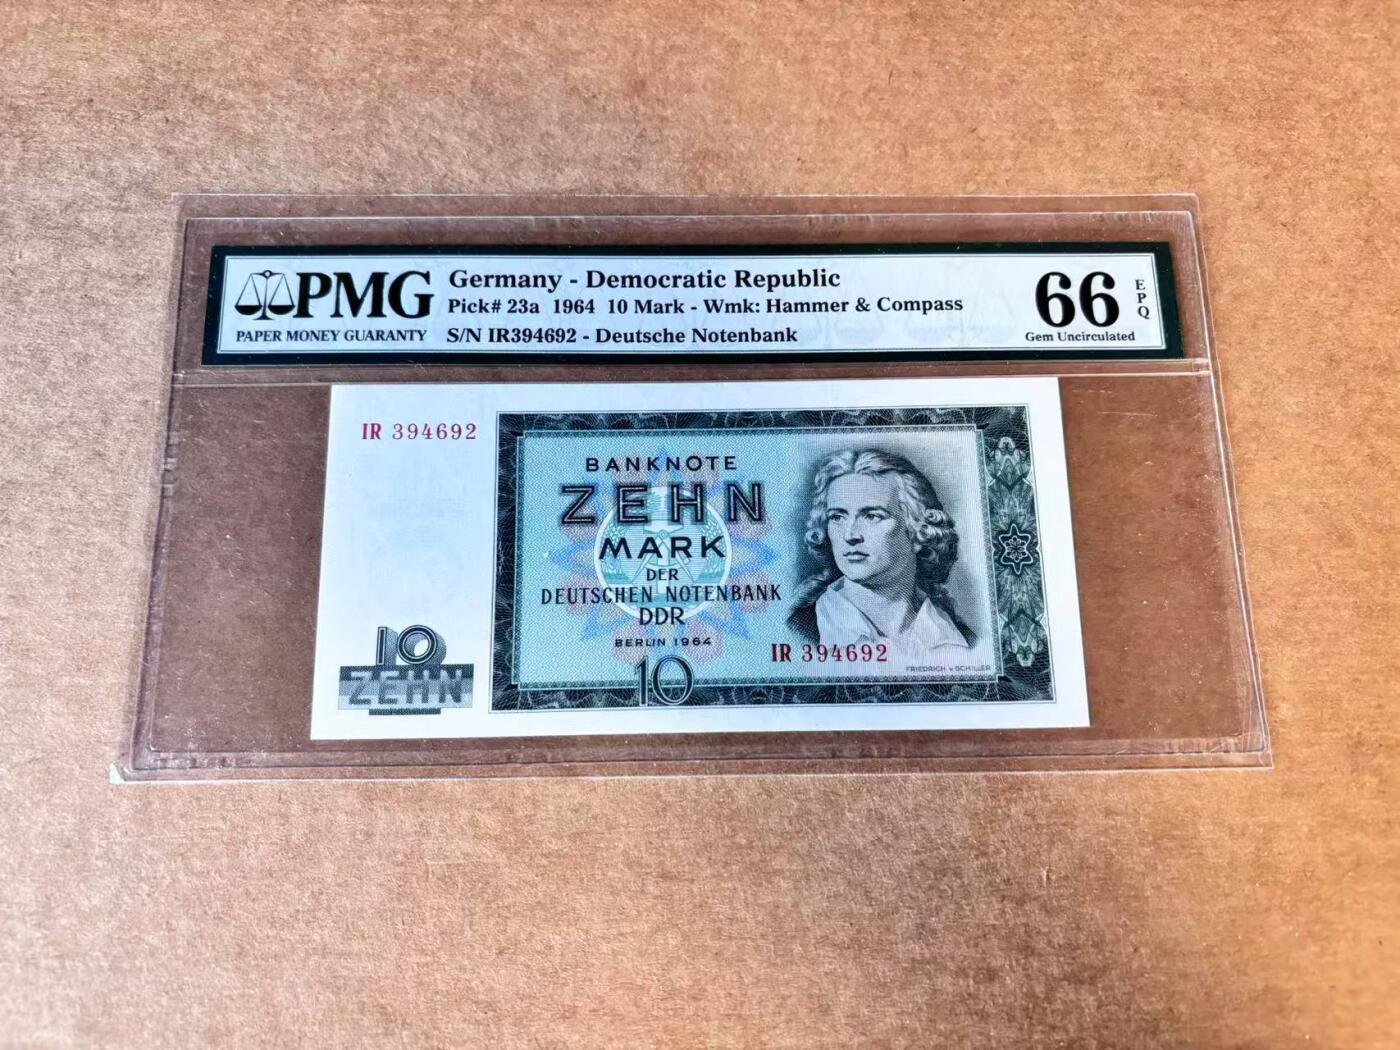 PMG
PAPER MONEY GUARANTY
Germany - Democratic Republic
Pick# 23a 1964 10 Mark - Wmk: Hammer & Compass
S/N IR394692 - Deutsche Notenbank
66 EPQ
Gem Uncirculated
IR 394692
BANKNOTE
ZEHN
MARK
DER
DEUTSCHEN NOTENBANK
DDR
BERLIN 1964
10
IR 394692
FRIEDRICH v. SCHILLER
10
ZEHN